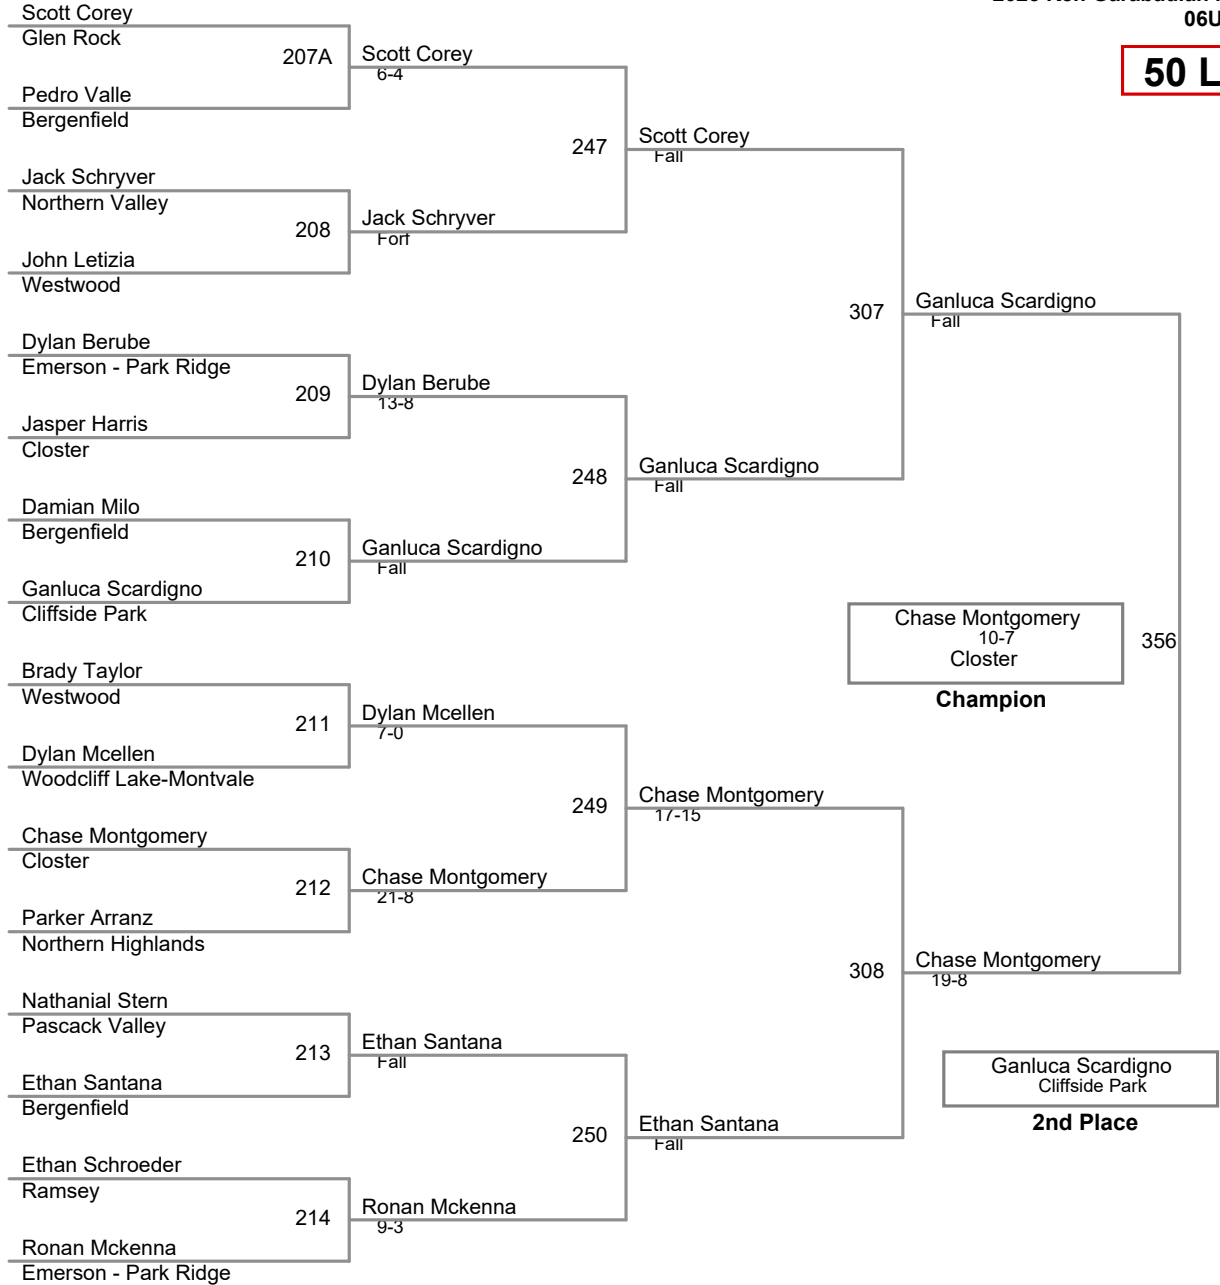 06U
50 L
Scott Corey
Glen Rock
207A
Scott Corey
6-4
Pedro Valle
Bergenfield
247
Scott Corey
Fall
Jack Schryver
Northern Valley
208
Jack Schryver
Forf
John Letizia
Westwood
307
Ganluca Scardigno
Fall
Dylan Berube
Emerson - Park Ridge
209
Dylan Berube
13-8
Jasper Harris
Closter
248
Ganluca Scardigno
Fall
Damian Milo
Bergenfield
210
Ganluca Scardigno
Fall
Ganluca Scardigno
Cliffside Park
Chase Montgomery
10-7
Closter
Champion
356
Brady Taylor
Westwood
211
Dylan Mcellen
7-0
Dylan Mcellen
Woodcliff Lake-Montvale
249
Chase Montgomery
17-15
Chase Montgomery
Closter
212
Chase Montgomery
21-8
Parker Arranz
Northern Highlands
308
Chase Montgomery
19-8
Nathanial Stern
Pascack Valley
213
Ethan Santana
Fall
Ethan Santana
Bergenfield
Ganluca Scardigno
Cliffside Park
2nd Place
250
Ethan Santana
Fall
Ethan Schroeder
Ramsey
214
Ronan Mckenna
9-3
Ronan Mckenna
Emerson - Park Ridge